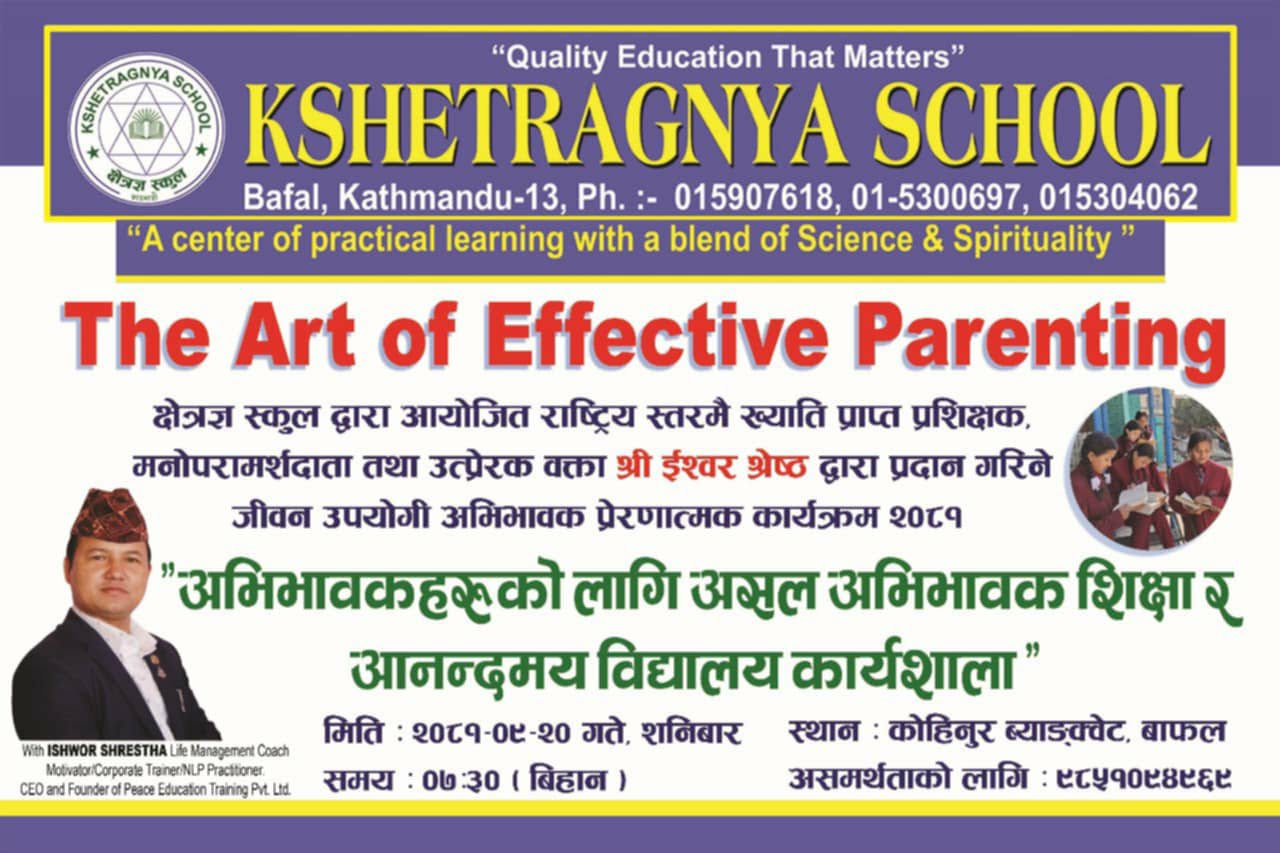 “Quality Education That Matters”
KSHETRAGNYA SCHOOL
KSHETRAGNYA SCHOOL
क्षेत्रज्ञ स्कुल
काठमाडौं
Bafal, Kathmandu-13, Ph. :- 015907618, 01-5300697, 015304062
“A center of practical learning with a blend of Science & Spirituality ”
The Art of Effective Parenting
क्षेत्रज्ञ स्कुल द्वारा आयोजित राष्ट्रिय स्तरमै ख्याति प्राप्त प्रशिक्षक,
मनोपरामर्शदाता तथा उत्प्रेरक वक्ता श्री ईश्वर श्रेष्ठ द्वारा प्रदान गरिने
जीवन उपयोगी अभिभावक प्रेरणात्मक कार्यक्रम २०८१
"अभिभावकहरूको लागि असल अभिभावक शिक्षा र
आनन्दमय विद्यालय कार्यशाला ”
मिति : २०८१-०९-२० गते, शनिबार
स्थान : कोहिनुर ब्याङ्क्वेट, बाफल
समय : ०७:३० ( बिहान )
असमर्थताको लागि : ९८५१०९४९६९
With ISHWOR SHRESTHA Life Management Coach
Motivator/Corporate Trainer/NLP Practitioner.
CEO and Founder of Peace Education Training Pvt. Ltd.